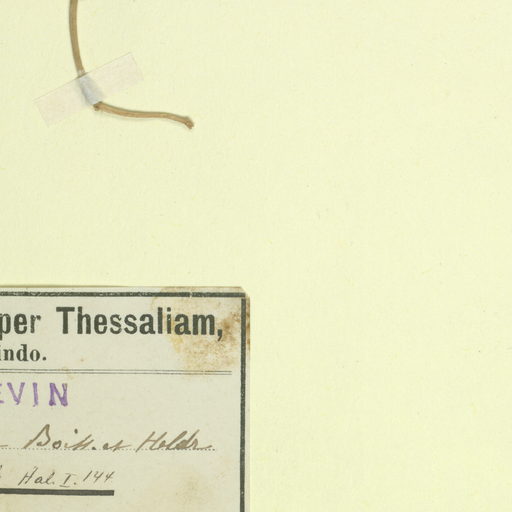 per Thessaliam,
indo.
EVIN
Boiss. et Heldr.
Hal. I. 144